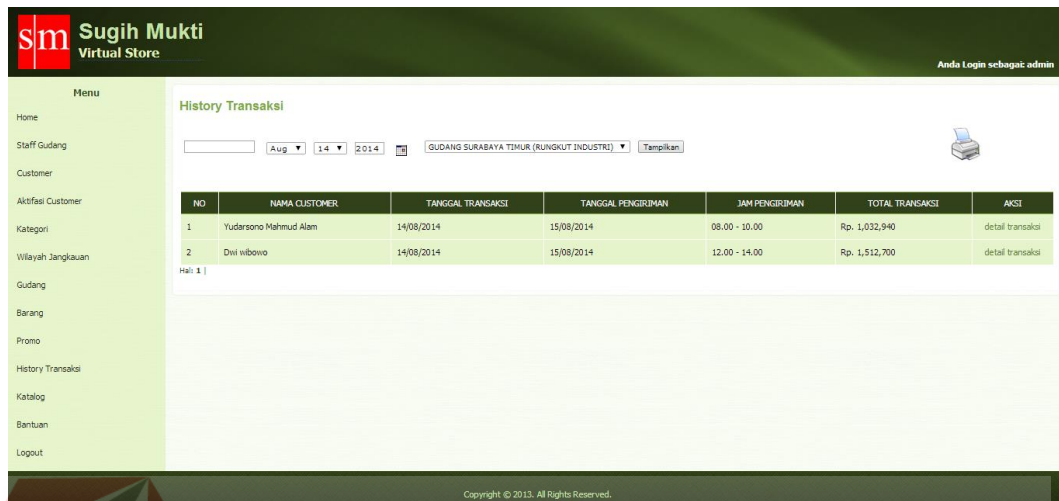 sm Sugih Mukti
Virtual Store
Anda Login sebagai: admin
Menu
Home
Staff Gudang
Customer
Aktifasi Customer
Kategori
Wilayah Jangkauan
Gudang
Barang
Promo
History Transaksi
Katalog
Bantuan
Logout
History Transaksi
Aug 14 2014 GUDANG SURABAYA TIMUR (RUNGKUT INDUSTRI) Tampilkan
NO NAMA CUSTOMER TANGGAL TRANSAKSI TANGGAL PENGIRIMAN JAM PENGIRIMAN TOTAL TRANSAKSI AKSI
1 Yudarsono Mahmud Alam 14/08/2014 15/08/2014 08.00 - 10.00 Rp. 1,032,940 detail transaksi
2 Dwi wibowo 14/08/2014 15/08/2014 12.00 - 14.00 Rp. 1,512,700 detail transaksi
Hal: 1 |
Copyright © 2013. All Rights Reserved.